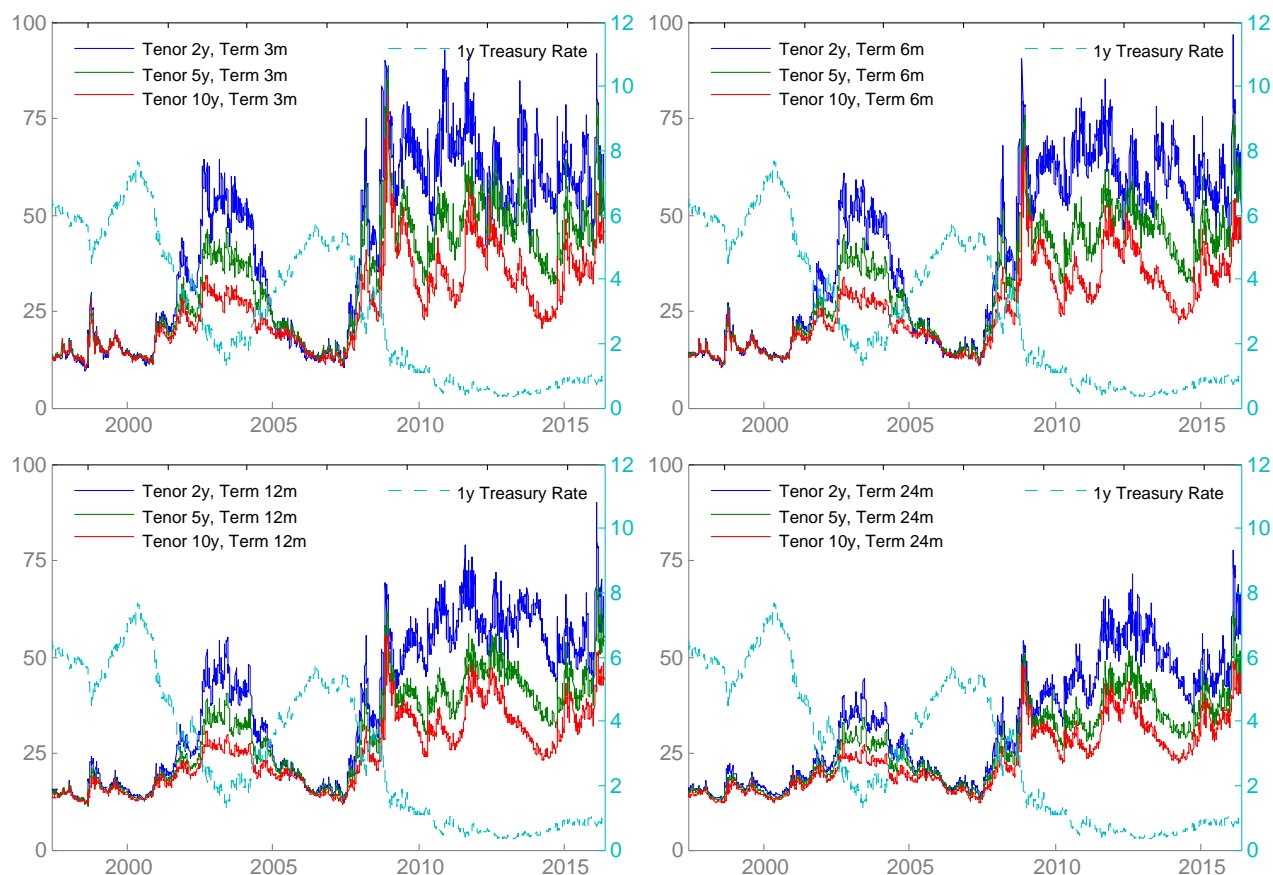 100
75
50
25
0
12
10
8
6
4
2
0
2000 2005 2010 2015
Tenor 2y, Term 3m
Tenor 5y, Term 3m
Tenor 10y, Term 3m
1y Treasury Rate
100
75
50
25
0
12
10
8
6
4
2
0
2000 2005 2010 2015
Tenor 2y, Term 6m
Tenor 5y, Term 6m
Tenor 10y, Term 6m
1y Treasury Rate
100
75
50
25
0
12
10
8
6
4
2
0
2000 2005 2010 2015
Tenor 2y, Term 12m
Tenor 5y, Term 12m
Tenor 10y, Term 12m
1y Treasury Rate
100
75
50
25
0
12
10
8
6
4
2
0
2000 2005 2010 2015
Tenor 2y, Term 24m
Tenor 5y, Term 24m
Tenor 10y, Term 24m
1y Treasury Rate